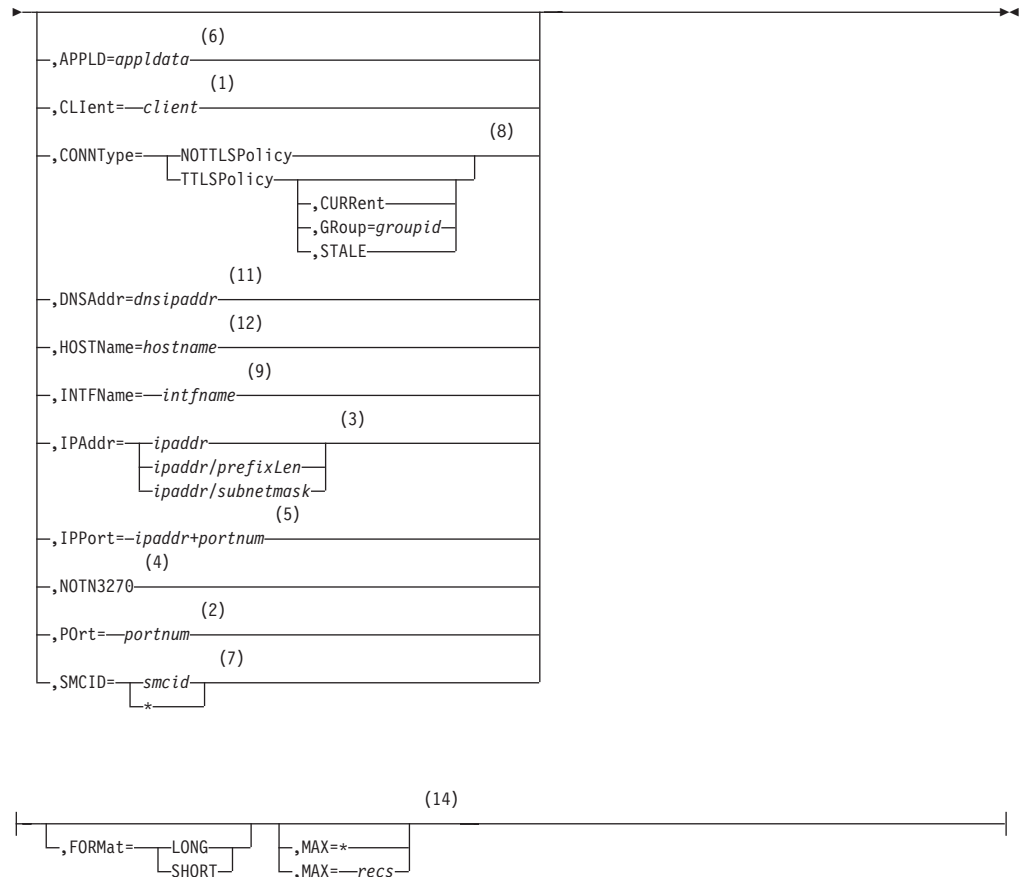 (6)
,APPLD=appldata
(1)
,CLIent=client
(8)
,CONNType= NOTTLSPolicy
TTLSPolicy
,CURRent
,GRoup=groupid
,STALE
(11)
,DNSAddr=dnsipaddr
(12)
,HOSTName=hostname
(9)
,INTFName=intfname
(3)
,IPAddr= ipaddr
ipaddr/prefixLen
ipaddr/subnetmask
(5)
,IPPort=ipaddr+portnum
(4)
,NOTN3270
(2)
,POrt=portnum
(7)
,SMCID= smcid
*
(14)
,FORMat= LONG ,MAX=*
SHORT ,MAX=recs